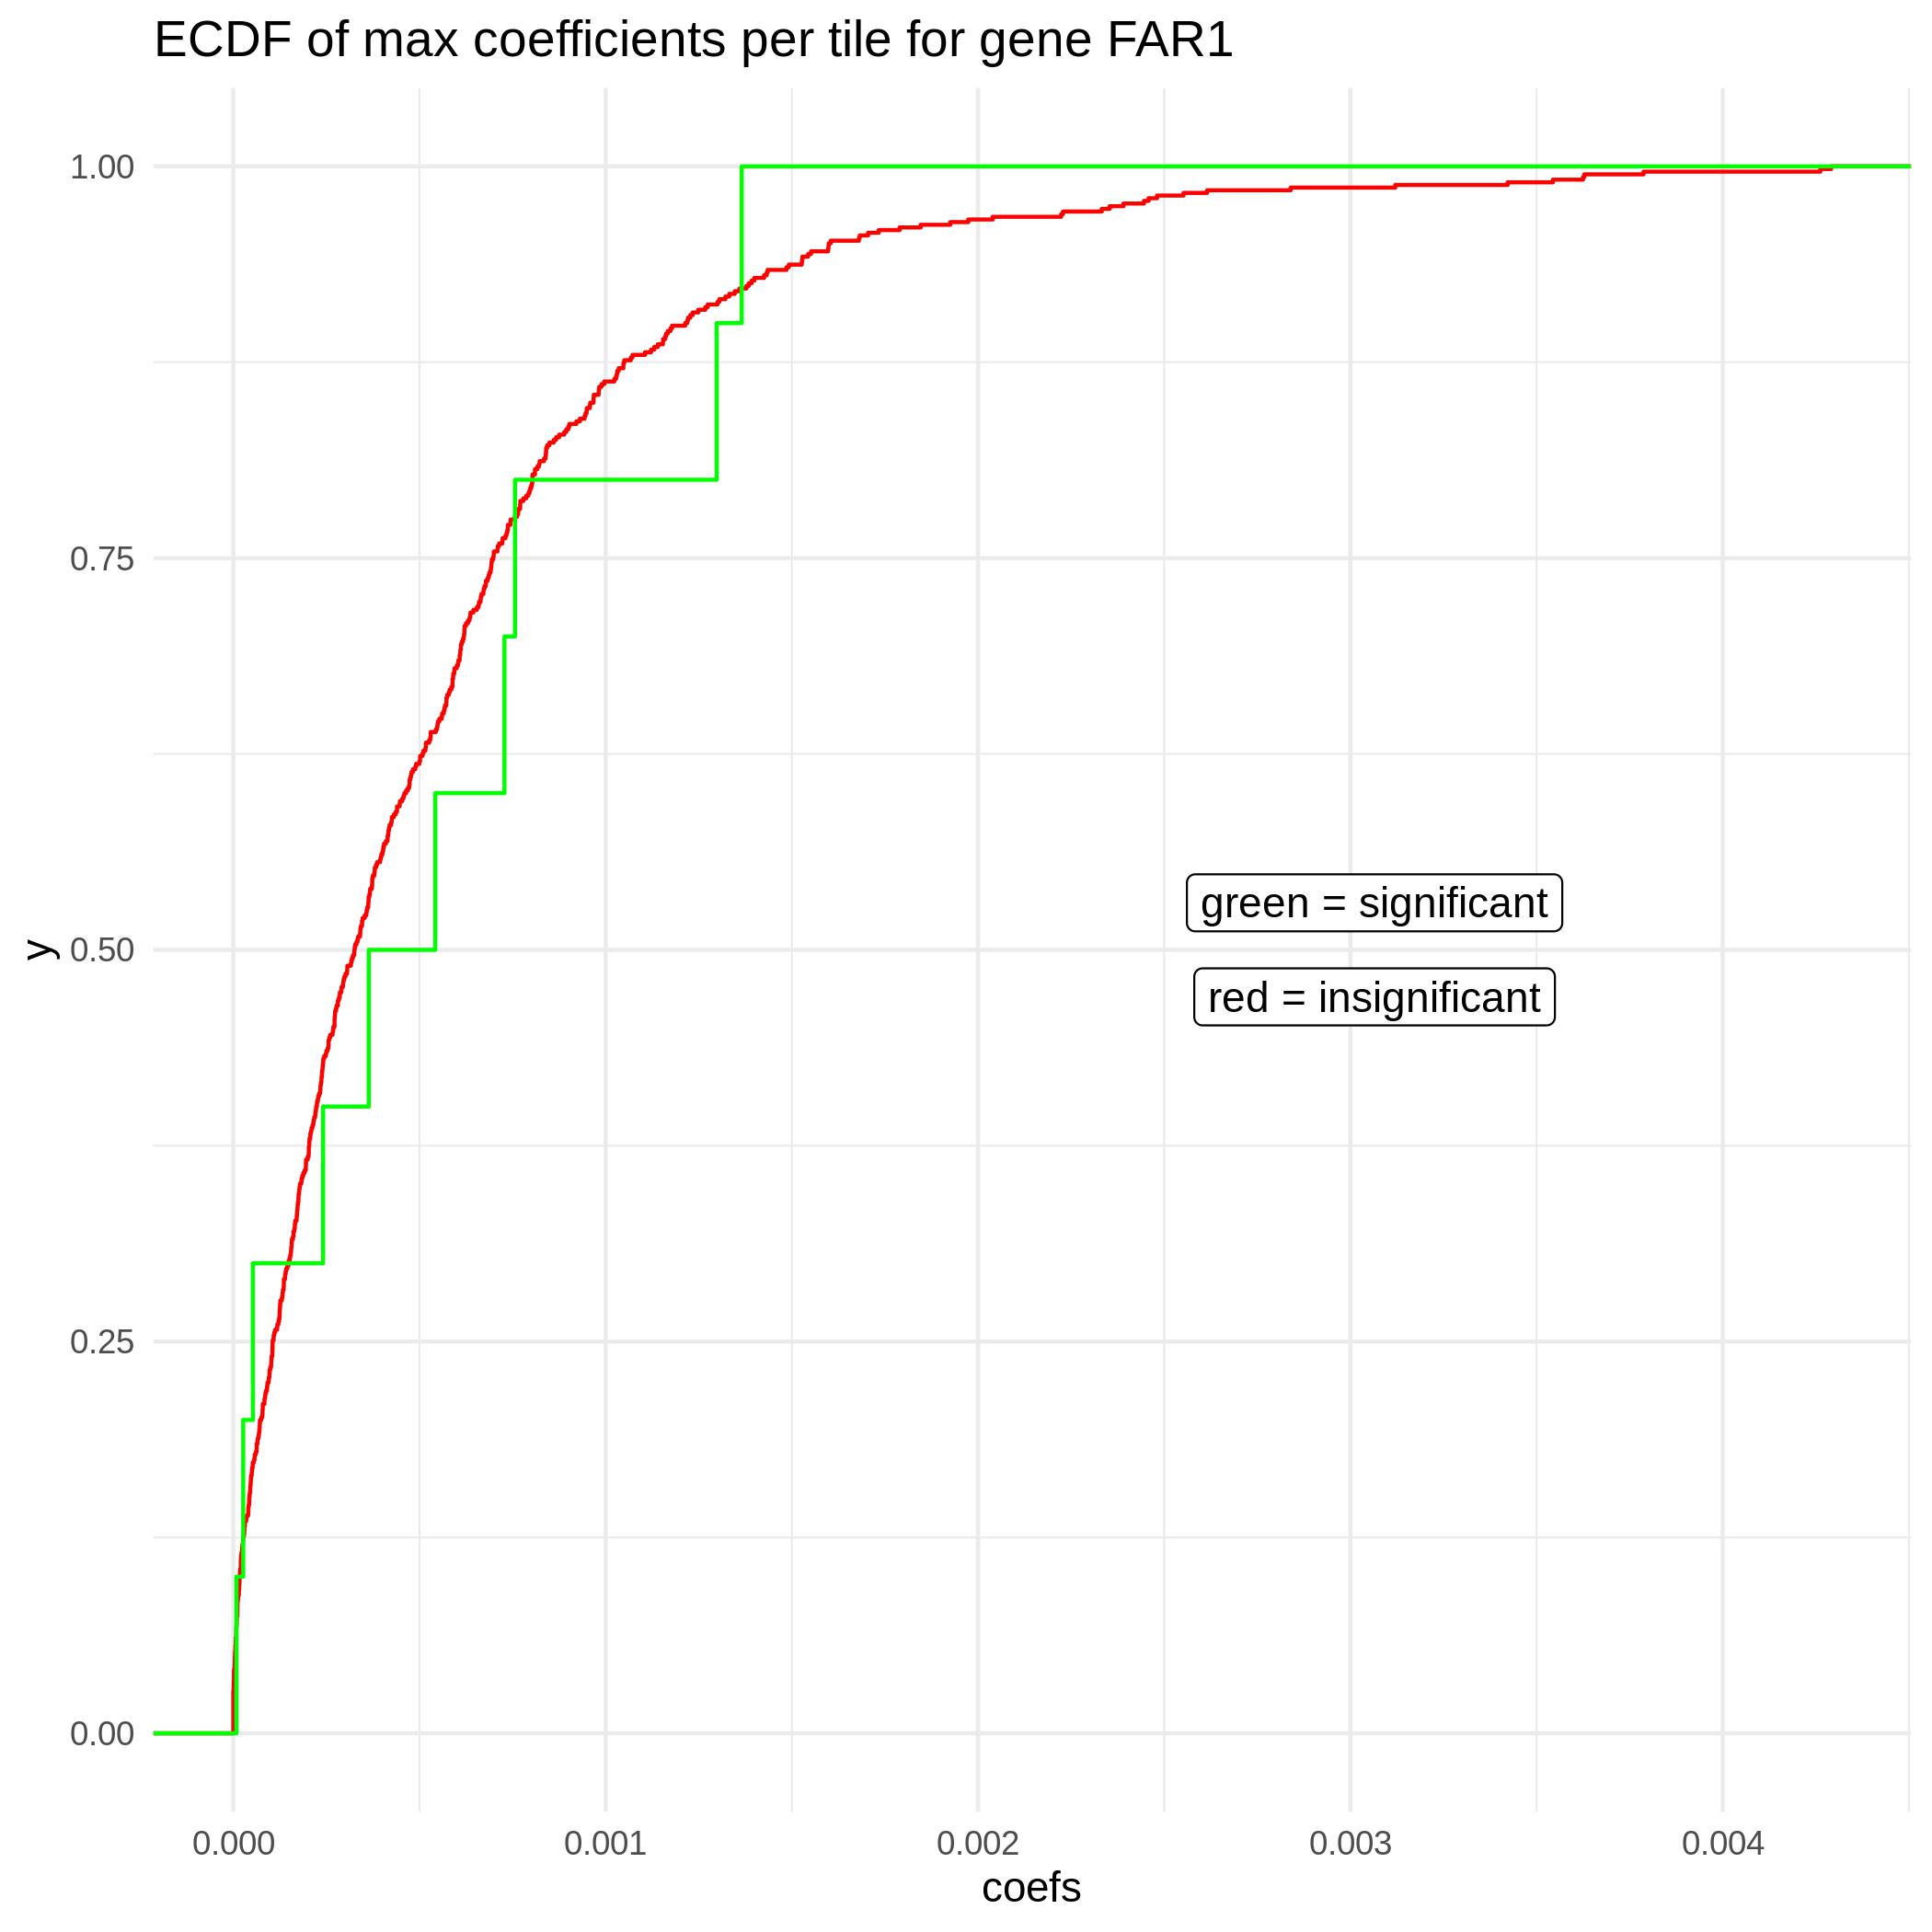 ECDF of max coefficients per tile for gene FAR1
1.00
0.75
0.50
0.25
0.00
y
green = significant
red = insignificant
0.000 0.001 0.002 0.003 0.004
coefs